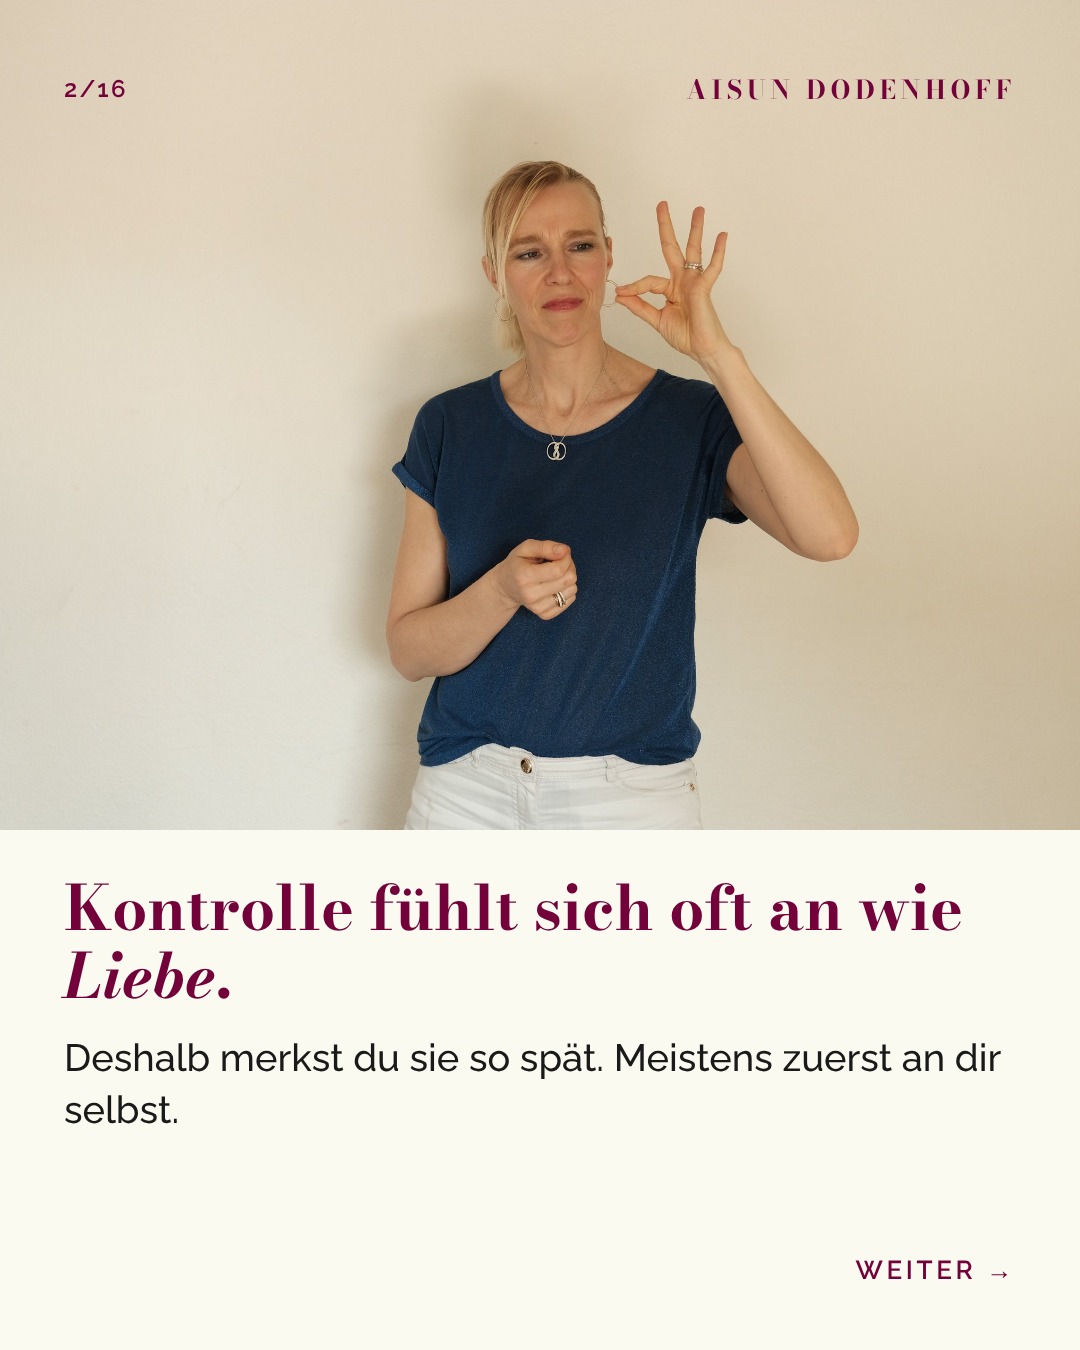 2/16
AISUN DODENHOFF
Kontrolle fühlt sich oft an wie
Liebe.
Deshalb merkst du sie so spät. Meistens zuerst an dir
selbst.
WEITER →